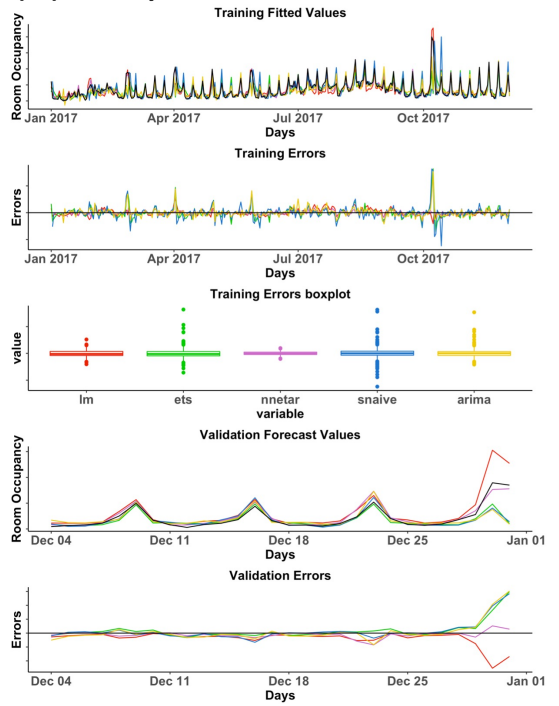 Training Fitted Values
Room Occupancy
Jan 2017 Apr 2017 Jul 2017 Oct 2017
Days
Training Errors
Errors
Jan 2017 Apr 2017 Jul 2017 Oct 2017
Days
Training Errors boxplot
value
lm ets nnetar snaive arima
variable
Validation Forecast Values
Room Occupancy
Dec 04 Dec 11 Dec 18 Dec 25 Jan 01
Days
Validation Errors
Errors
Dec 04 Dec 11 Dec 18 Dec 25 Jan 01
Days